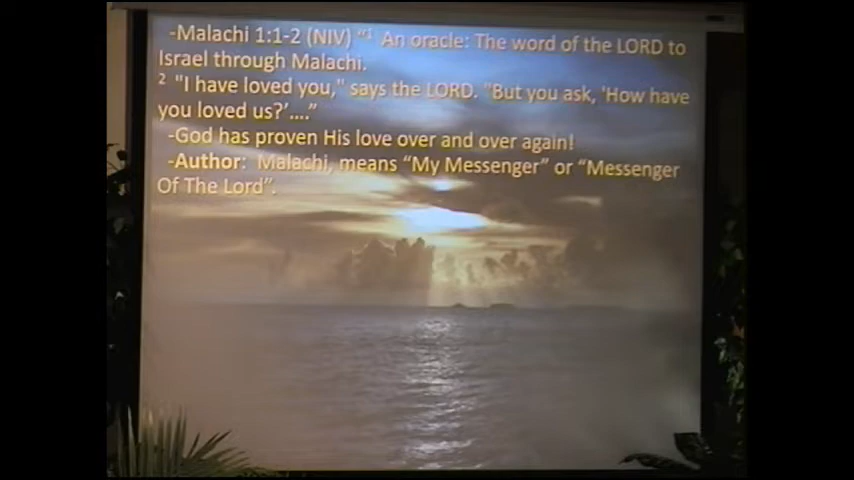 -Malachi 1:1-2 (NIV) "¹ An oracle: The word of the LORD to
Israel through Malachi.
² "I have loved you," says the LORD. "But you ask, 'How have
you loved us?'...."
-God has proven His love over and over again!
-Author: Malachi, means “My Messenger” or “Messenger
Of The Lord”.